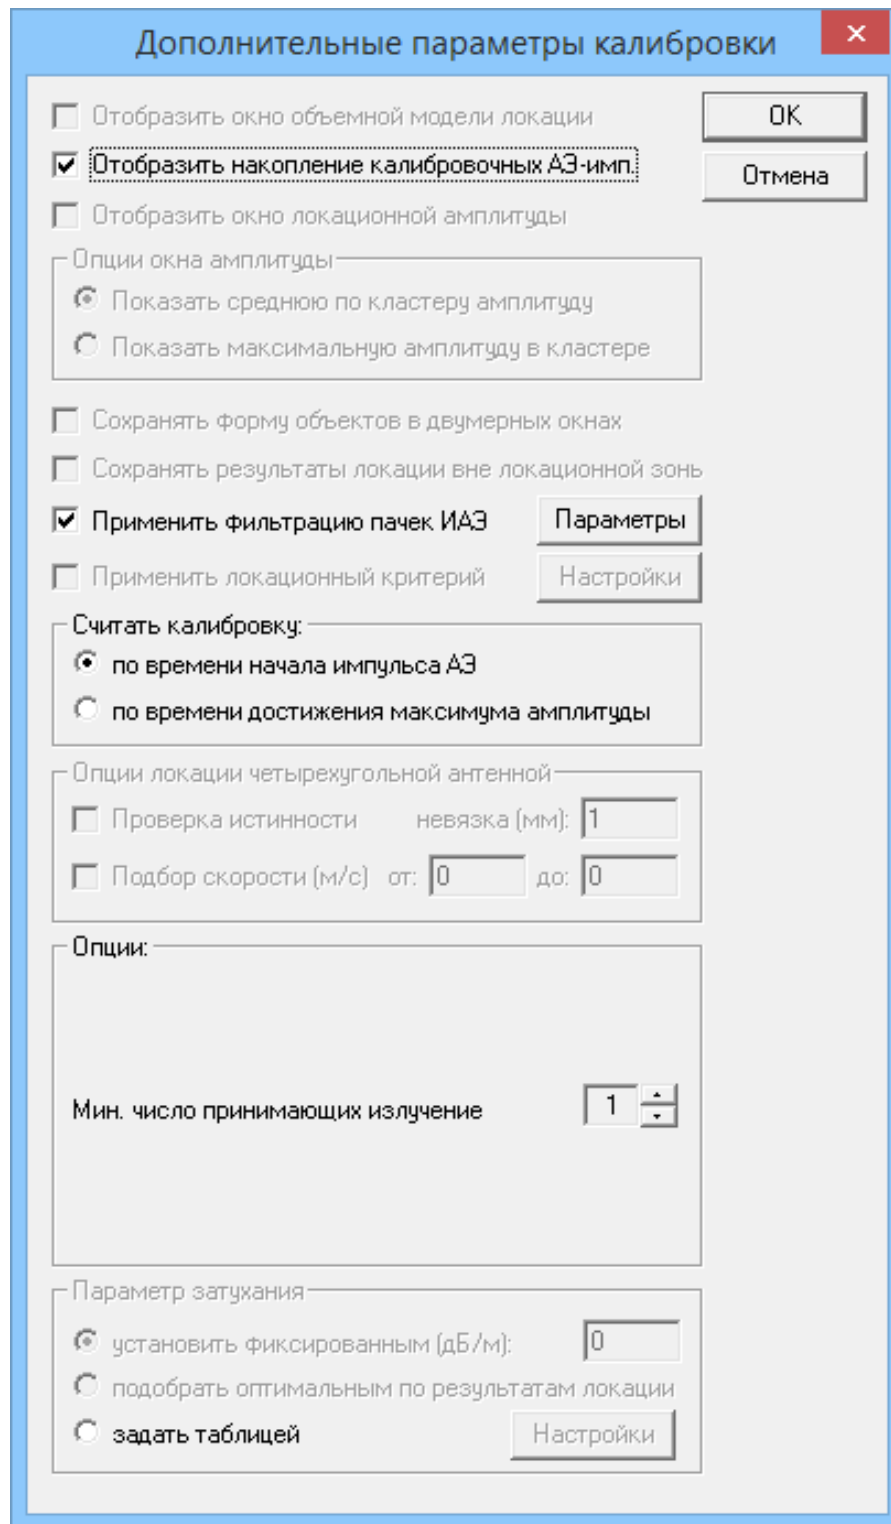 Дополнительные параметры калибровки
Отобразить окно объемной модели локации
OK
Отобразить накопление калибровочных АЭ-имп.
Отмена
Отобразить окно локационной амплитуды
Опции окна амплитуды
Показать среднюю по кластеру амплитуду
Показать максимальную амплитуду в кластере
Сохранять форму объектов в двумерных окнах
Сохранять результаты локации вне локационной зонь
Применить фильтрацию пачек ИАЭ Параметры
Применить локационный критерий Настройки
Считать калибровку:
по времени начала импульса АЭ
по времени достижения максимума амплитуды
Опции локации четырехугольной антенной
Проверка истинности невязка (мм): 1
Подбор скорости (м/с) от: 0 до: 0
Опции:
Мин. число принимающих излучение 1
Параметр затухания
установить фиксированным (дБ/м): 0
подобрать оптимальным по результатам локации
задать таблицей Настройки